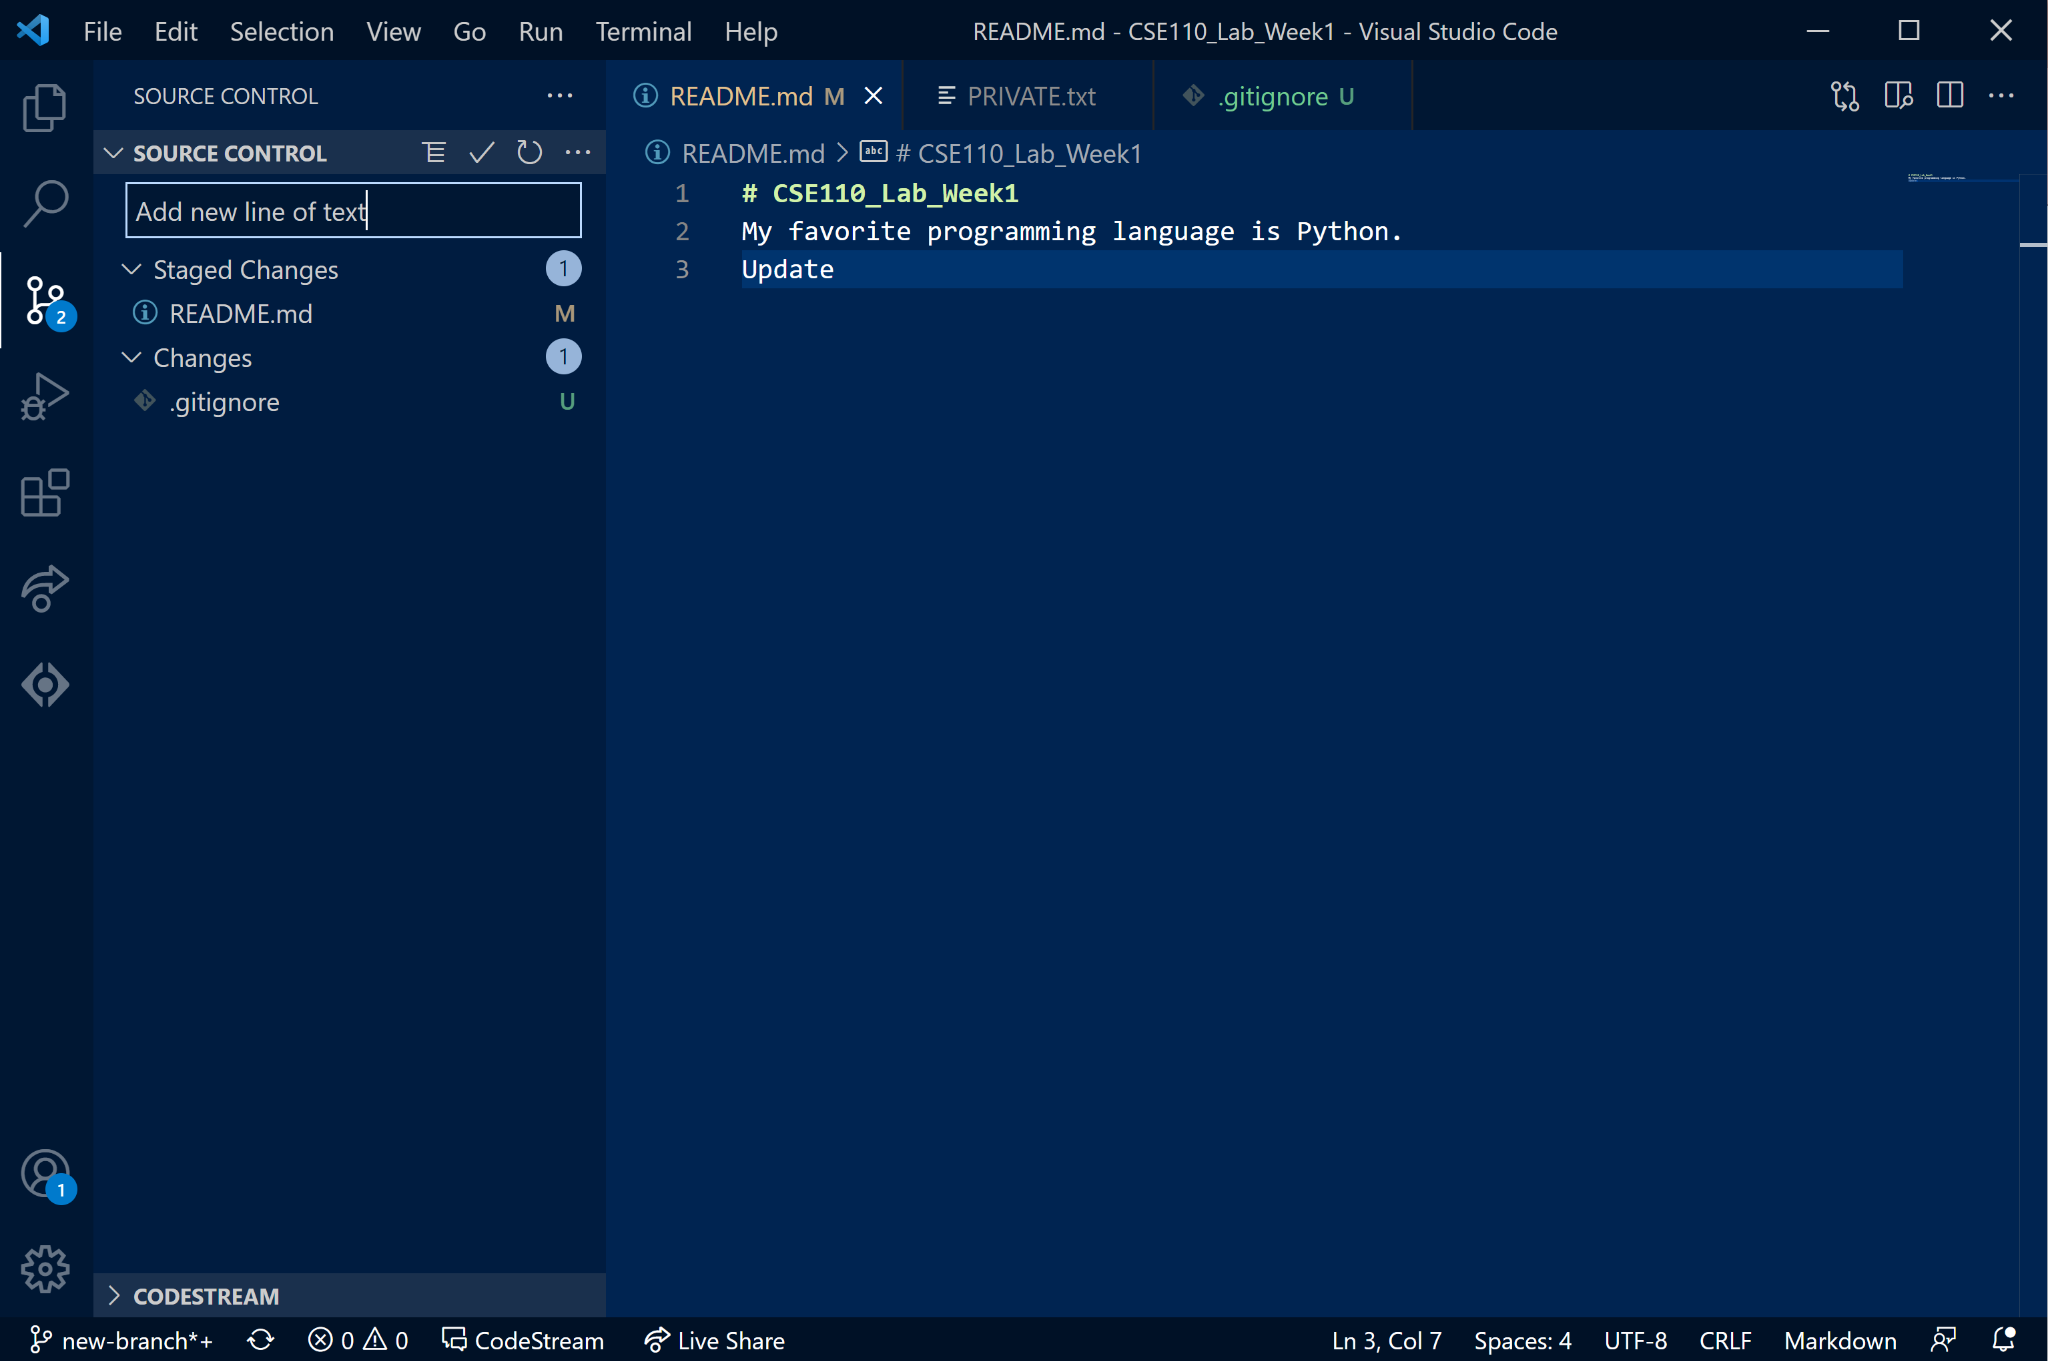 File Edit Selection View Go Run Terminal Help README.md - CSE110_Lab_Week1 - Visual Studio Code
SOURCE CONTROL
README.md M
PRIVATE.txt
.gitignore U
SOURCE CONTROL
README.md > abc # CSE110_Lab_Week1
Add new line of text
Staged Changes 1
README.md M
Changes 1
.gitignore U
2
1 # CSE110_Lab_Week1
2 My favorite programming language is Python.
3 Update
1
CODESTREAM
new-branch*+ 0 0 CodeStream Live Share Ln 3, Col 7 Spaces: 4 UTF-8 CRLF Markdown